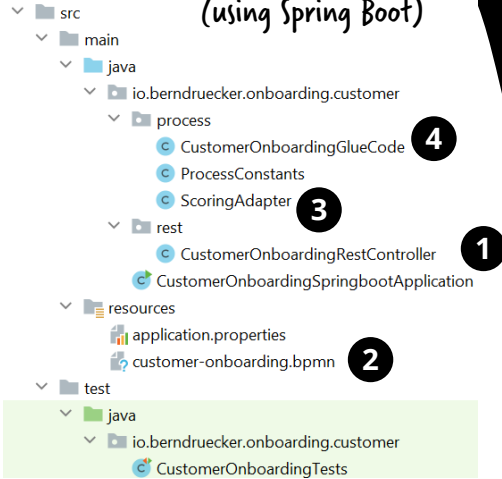 (using Spring Boot)
src
main
java
io.berndruecker.onboarding.customer
process
CustomerOnboardingGlueCode 4
ProcessConstants
ScoringAdapter 3
rest
CustomerOnboardingRestController 1
CustomerOnboardingSpringbootApplication
resources
application.properties
customer-onboarding.bpmn 2
test
java
io.berndruecker.onboarding.customer
CustomerOnboardingTests